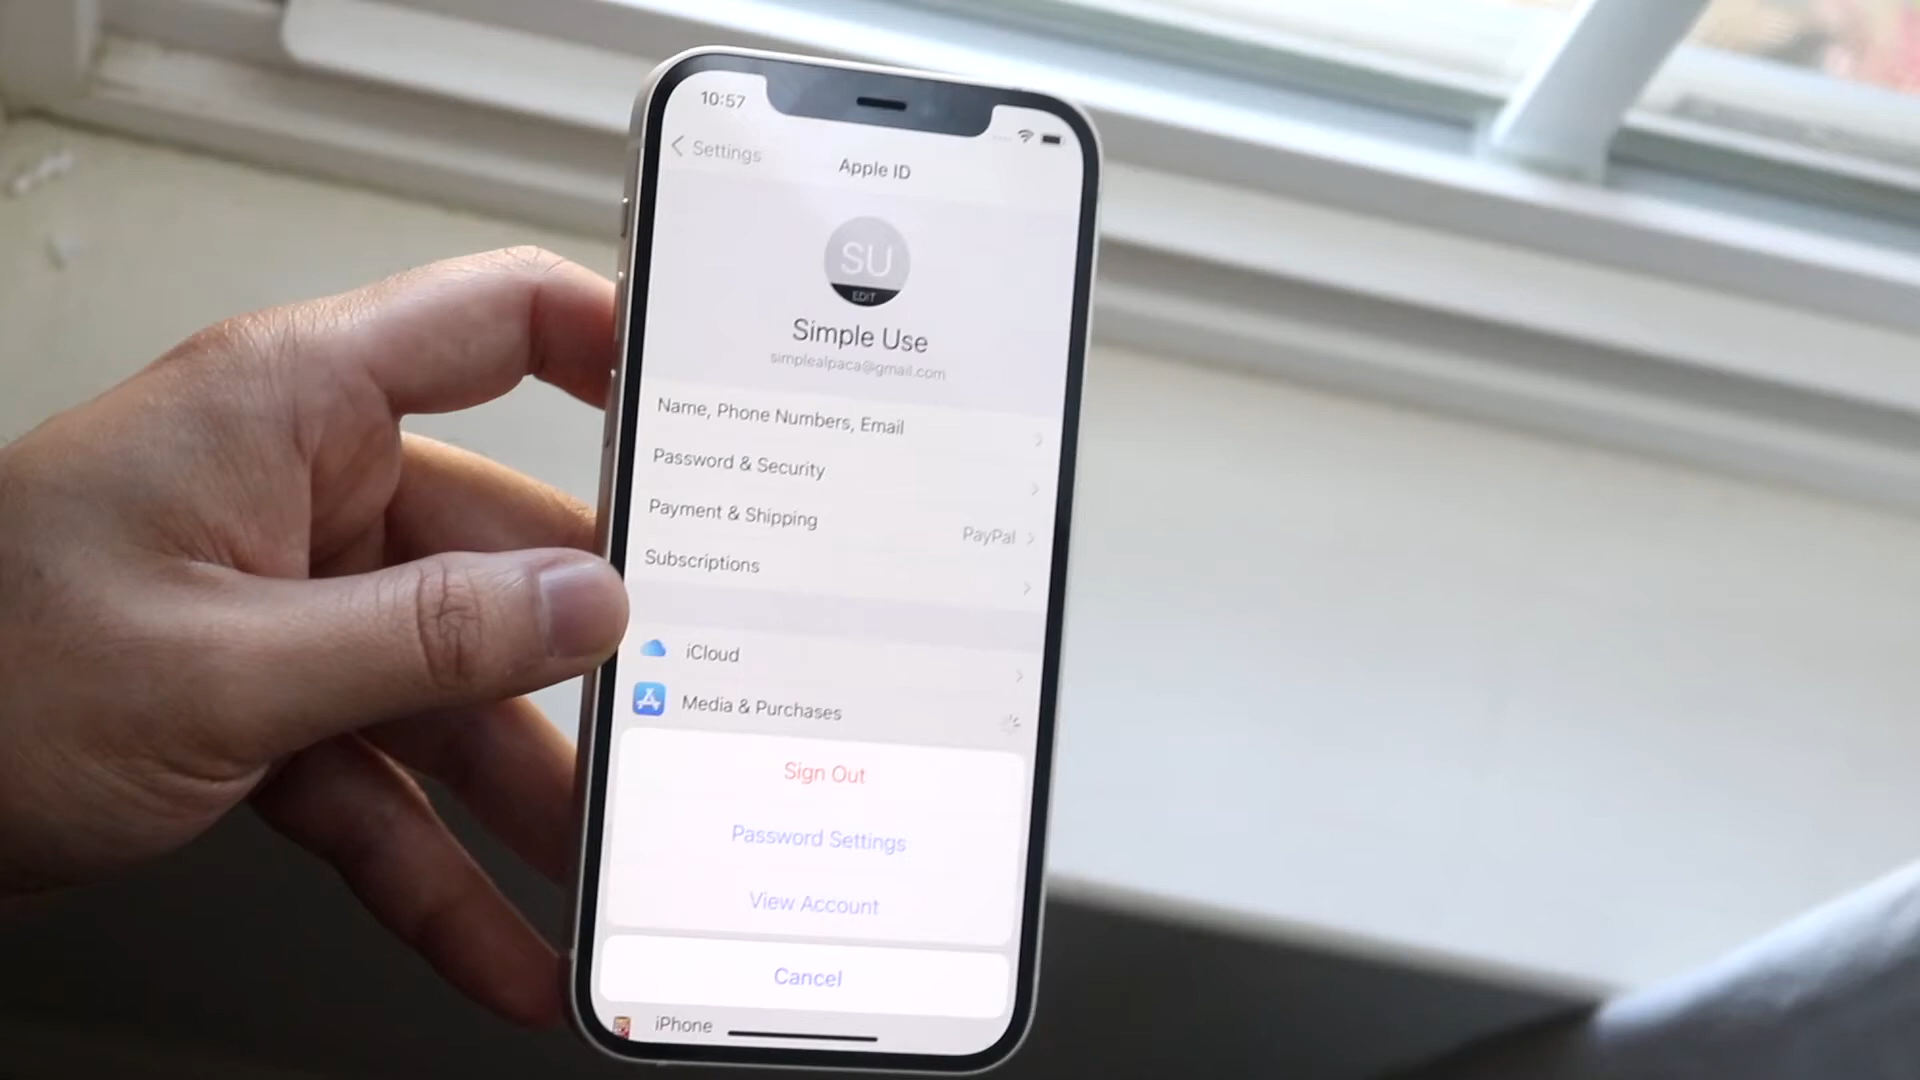 10:57
Settings
Apple ID
SU
EDIT
Simple Use
simplealpaca@gmail.com
Name, Phone Numbers, Email
Password & Security
Payment & Shipping PayPal
Subscriptions
iCloud
Media & Purchases
Sign Out
Password Settings
View Account
Cancel
iPhone